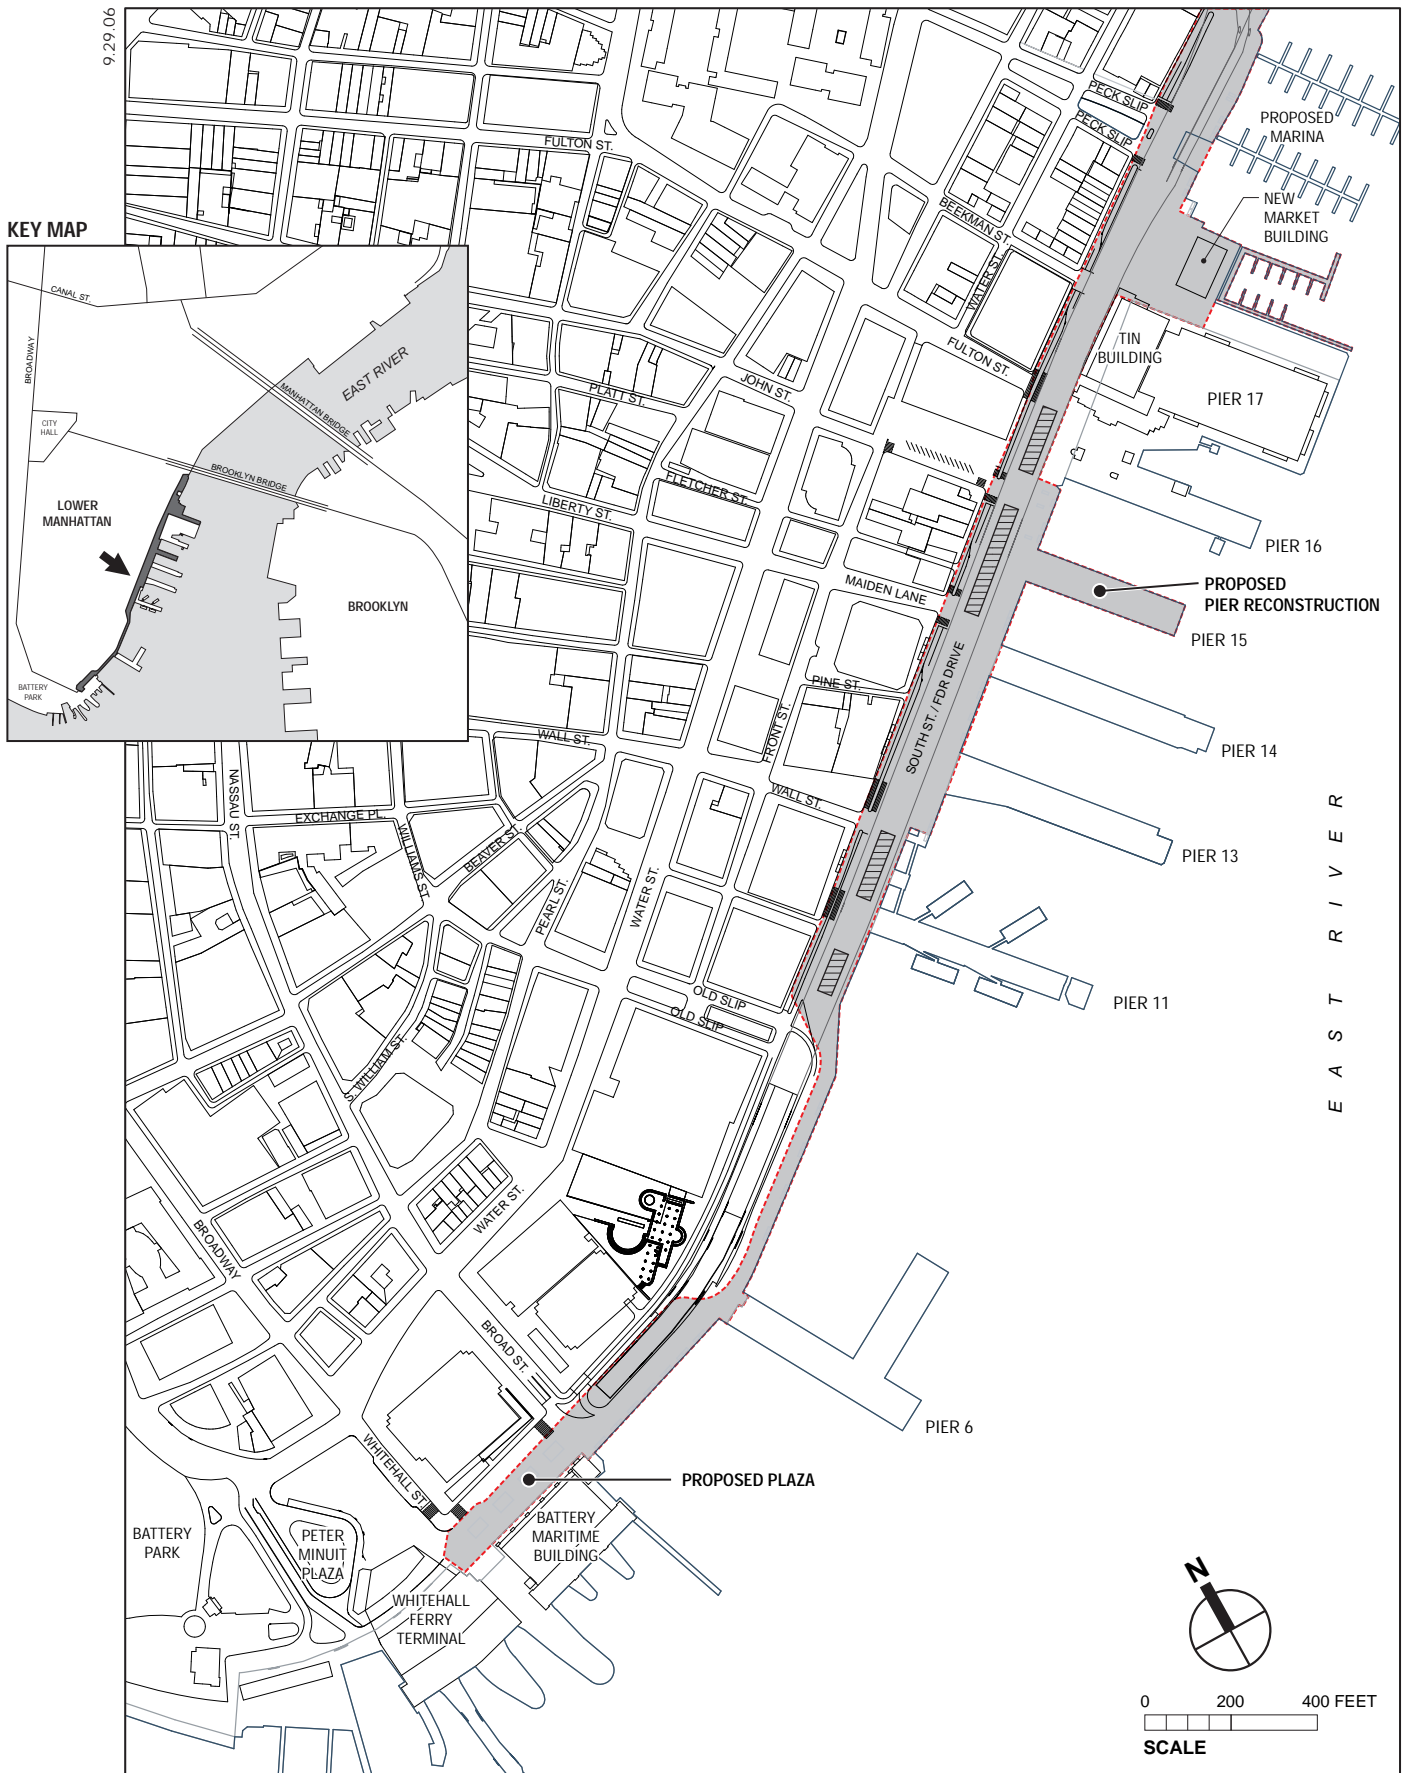 9.29.06
KEY MAP
CANAL ST.
BROADWAY
CITY
HALL
EAST RIVER
MANHATTAN BRIDGE
BROOKLYN BRIDGE
LOWER
MANHATTAN
BROOKLYN
BATTERY
PARK
PECK SLIP
PECK SLIP
PROPOSED
MARINA
FULTON ST.
NEW
MARKET
BUILDING
BEEKMAN ST.
WATER ST.
TIN
BUILDING
FULTON ST.
PIER 17
JOHN ST.
PLATT ST.
FLETCHER ST.
LIBERTY ST.
PIER 16
MAIDEN LANE
PROPOSED
PIER RECONSTRUCTION
PIER 15
SOUTH ST. / FDR DRIVE
PINE ST.
FRONT ST.
WALL ST.
PIER 14
WALL ST.
NASSAU ST.
EXCHANGE PL.
WILLIAMS ST
BEAVER ST.
PIER 13
PEARL ST.
WATER ST.
EAST RIVER
OLD SLIP
OLD SLIP
PIER 11
S. WILLIAM ST.
WATER ST.
BROADWAY
BROAD ST.
PIER 6
WHITEHALL ST.
PROPOSED PLAZA
BATTERY
PARK
PETER
MINUIT
PLAZA
BATTERY
MARITIME
BUILDING
WHITEHALL
FERRY
TERMINAL
N
0 200 400 FEET
SCALE